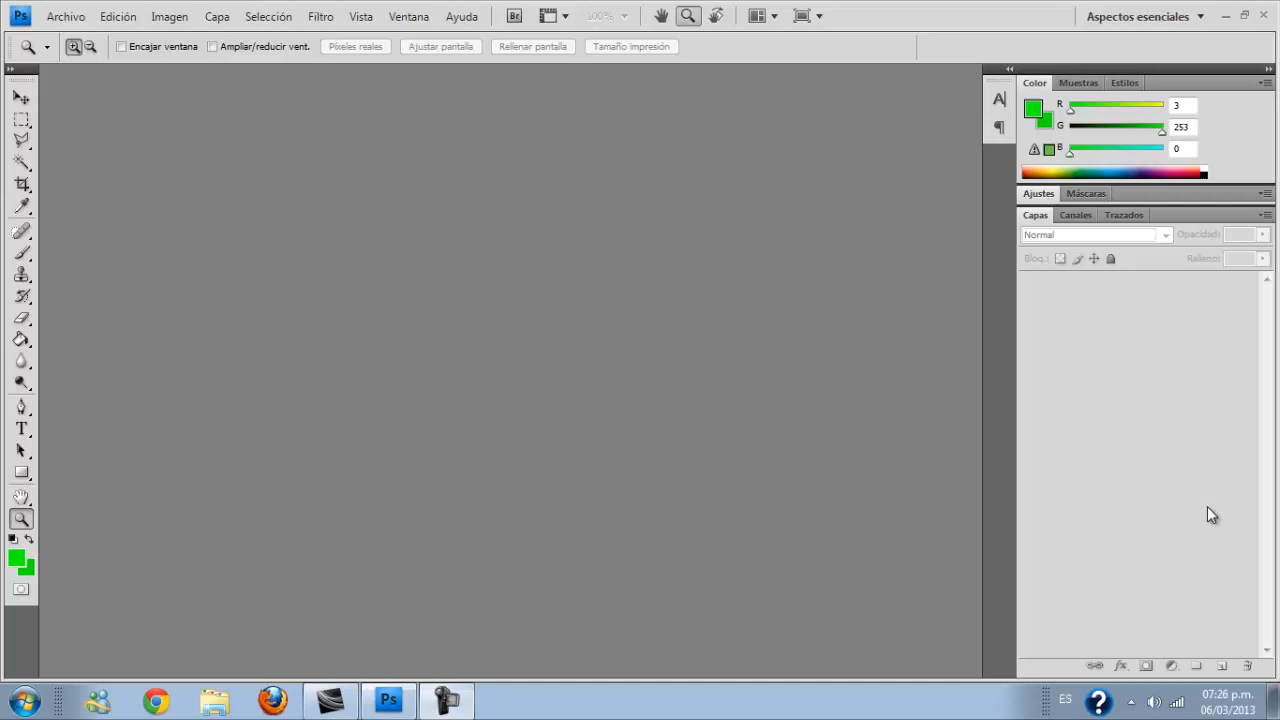 Ps Archivo Edición Imagen Capa Selección Filtro Vista Ventana Ayuda Br 100% Aspectos esenciales
Encajar ventana Ampliar/reducir vent. Píxeles reales Ajustar pantalla Rellenar pantalla Tamaño impresión
Color Muestras Estilos
R 3
G 253
B 0
Ajustes Máscaras
Capas Canales Trazados
Normal Opacidad:
Bloq.: Relleno:
A
T
Ps ES ? 07:26 p.m.
06/03/2013